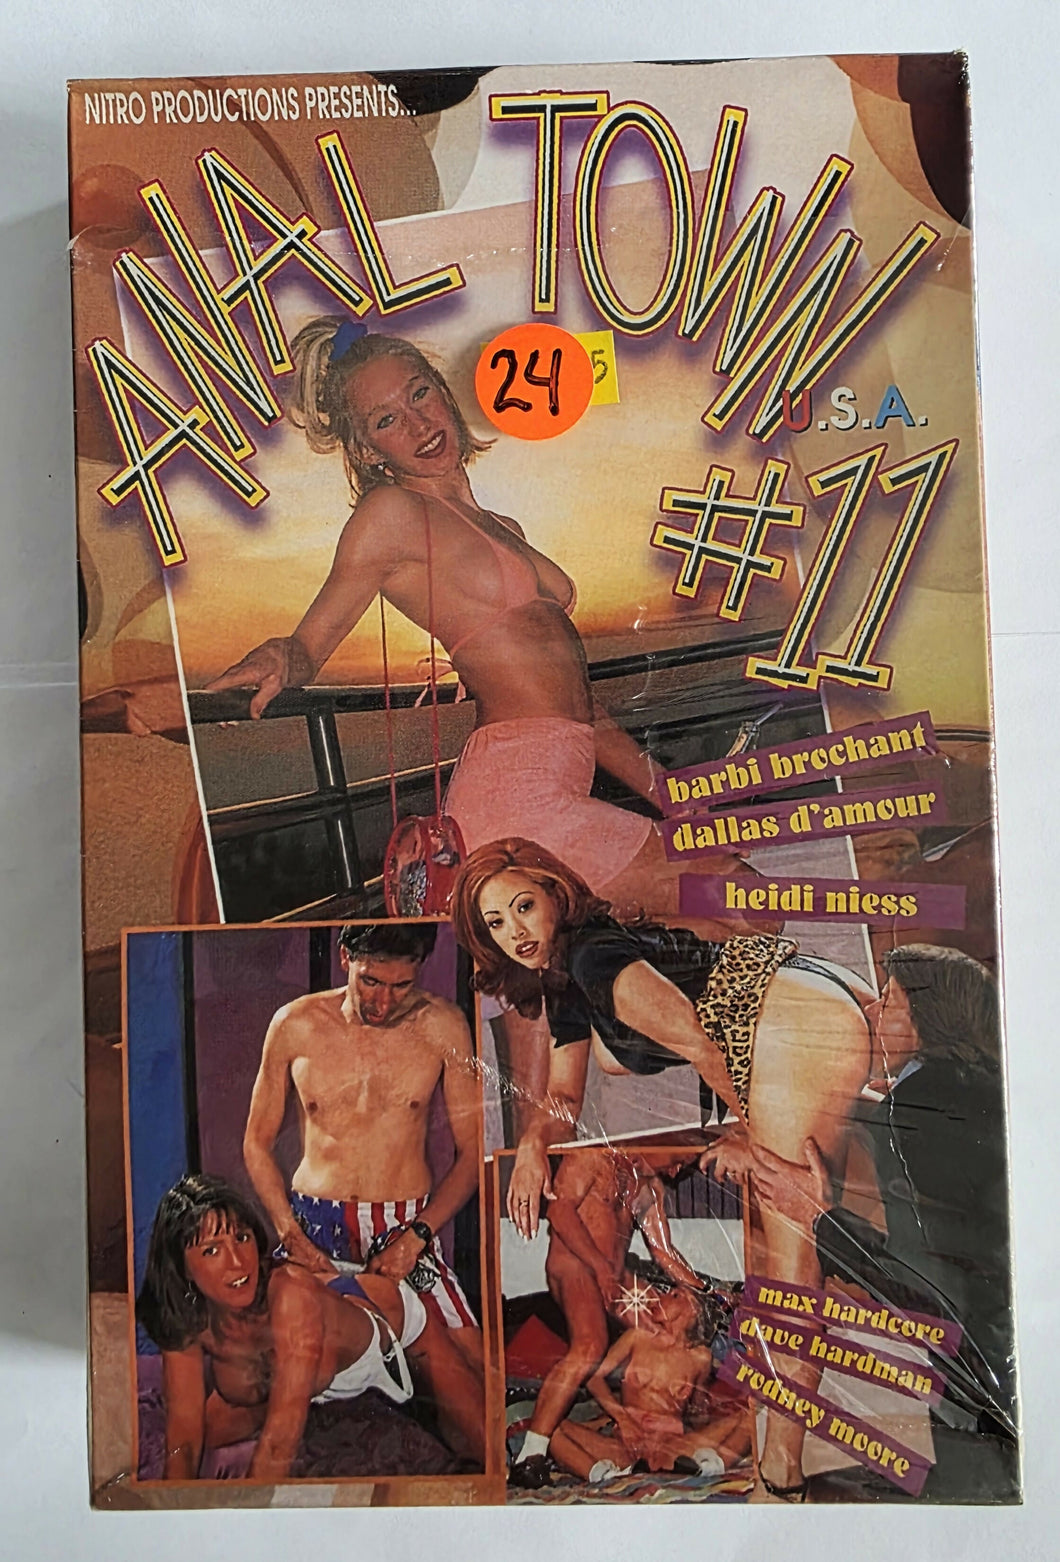 NITRO PRODUCTIONS PRESENTS...
ANAL TOWN
U.S.A.
#11
24
5
barbi brochant
dallas d'amour
heidi niess
max hardcore
dave hardman
rodney moore